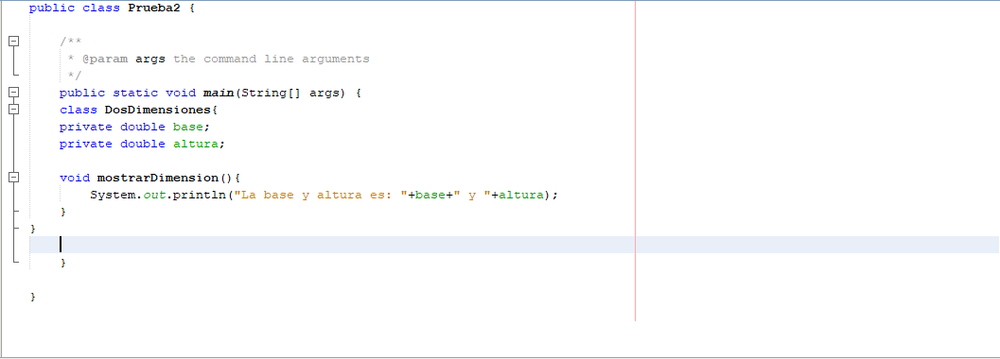 public class Prueba2 {
/**
* @param args the command line arguments
*/
public static void main(String[] args) {
class DosDimensiones{
private double base;
private double altura;
void mostrarDimension(){
System.out.println("La base y altura es: "+base+" y "+altura);
}
}
}
}